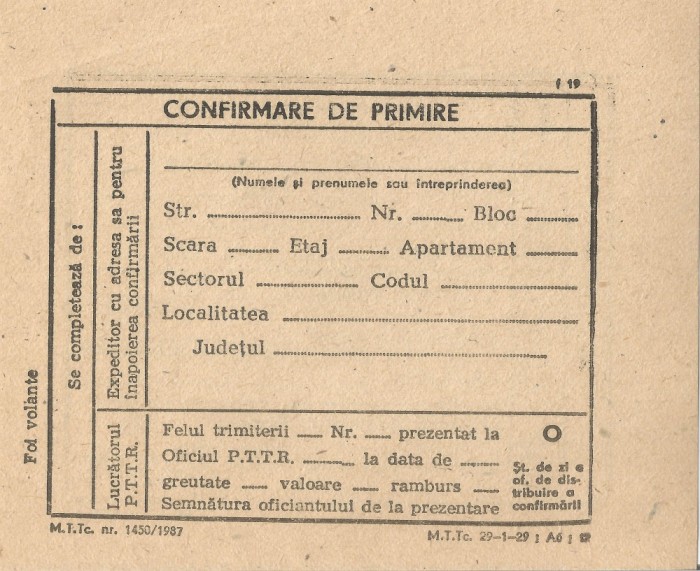 f 19
CONFIRMARE DE PRIMIRE
(Numele și prenumele sau întreprinderea)
Str. Nr. Bloc
Scara Etaj Apartament
Sectorul Codul
Localitatea
Județul
Se completează de :
Expeditor cu adresa sa pentru
înapoierea confirmării
Foi volante
Lucrătorul
P.T.T.R.
Felul trimiterii Nr. prezentat la
Oficiul P.T.T.R. la data de
greutate valoare ramburs
Semnătura oficiantului de la prezentare
Șt. de zi a
of. de dis-
tribuire a
confirmării
M.T.Tc. nr. 1450/1987
M.T.Tc. 29-1-29 ; A6 ;